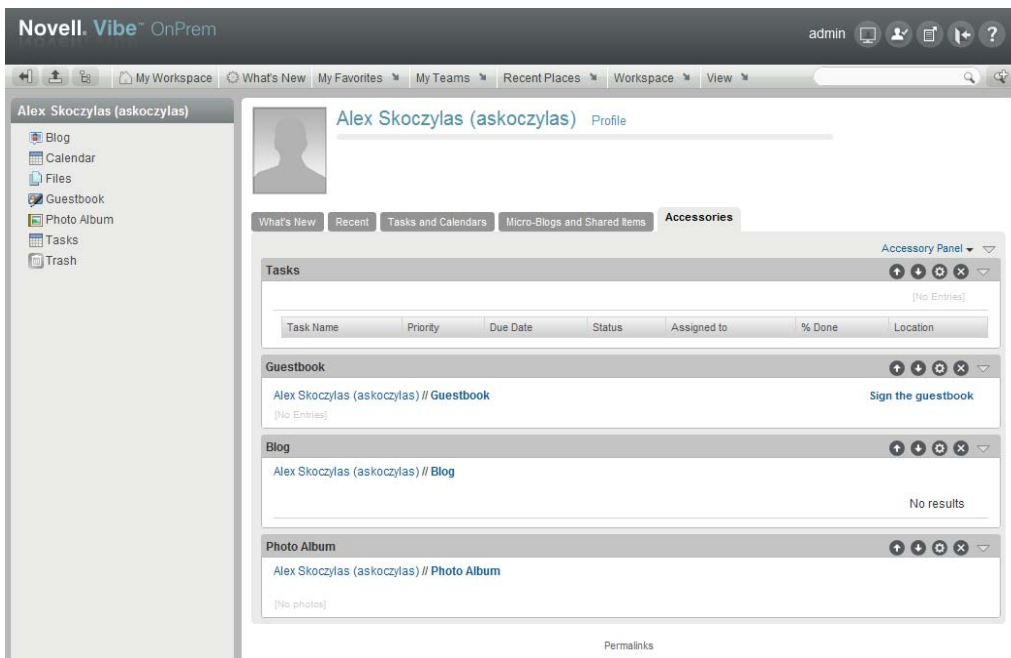 Novell. Vibe™ OnPrem
admin
?
My Workspace What's New My Favorites My Teams Recent Places Workspace View
Alex Skoczylas (askoczylas)
Blog
Calendar
Files
Guestbook
Photo Album
Tasks
Trash
Alex Skoczylas (askoczylas) Profile
What's New Recent Tasks and Calendars Micro-Blogs and Shared Items Accessories
Accessory Panel
Tasks
[No Entries]
Task Name Priority Due Date Status Assigned to % Done Location
Guestbook
Alex Skoczylas (askoczylas) // Guestbook Sign the guestbook
[No Entries]
Blog
Alex Skoczylas (askoczylas) // Blog
No results
Photo Album
Alex Skoczylas (askoczylas) // Photo Album
[No photos]
Permalinks